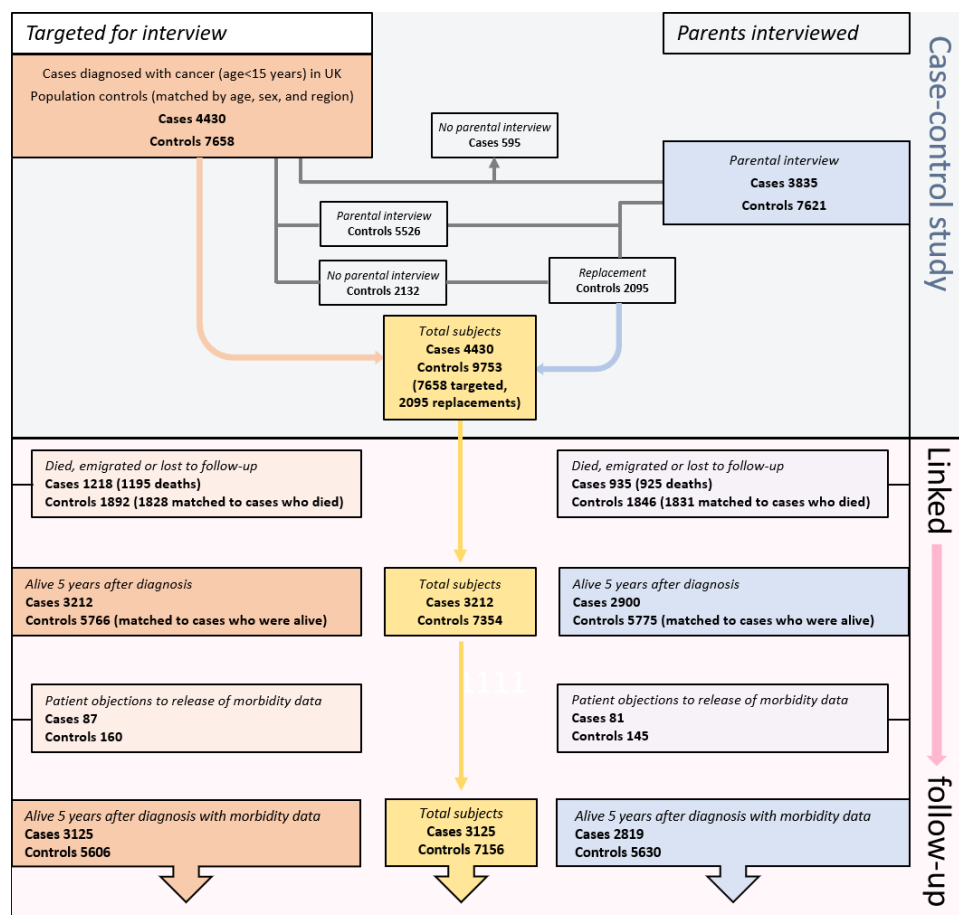 Targeted for interview
Parents interviewed
Case-control study
Cases diagnosed with cancer (age<15 years) in UK
Population controls (matched by age, sex, and region)
Cases 4430
Controls 7658
No parental interview
Cases 595
Parental interview
Cases 3835
Controls 7621
Parental interview
Controls 5526
No parental interview
Controls 2132
Replacement
Controls 2095
Total subjects
Cases 4430
Controls 9753
(7658 targeted,
2095 replacements)
Linked
follow-up
Died, emigrated or lost to follow-up
Cases 1218 (1195 deaths)
Controls 1892 (1828 matched to cases who died)
Died, emigrated or lost to follow-up
Cases 935 (925 deaths)
Controls 1846 (1831 matched to cases who died)
Alive 5 years after diagnosis
Cases 3212
Controls 5766 (matched to cases who were alive)
Total subjects
Cases 3212
Controls 7354
Alive 5 years after diagnosis
Cases 2900
Controls 5775 (matched to cases who were alive)
1111
Patient objections to release of morbidity data
Cases 87
Controls 160
Patient objections to release of morbidity data
Cases 81
Controls 145
Alive 5 years after diagnosis with morbidity data
Cases 3125
Controls 5606
Total subjects
Cases 3125
Controls 7156
Alive 5 years after diagnosis with morbidity data
Cases 2819
Controls 5630